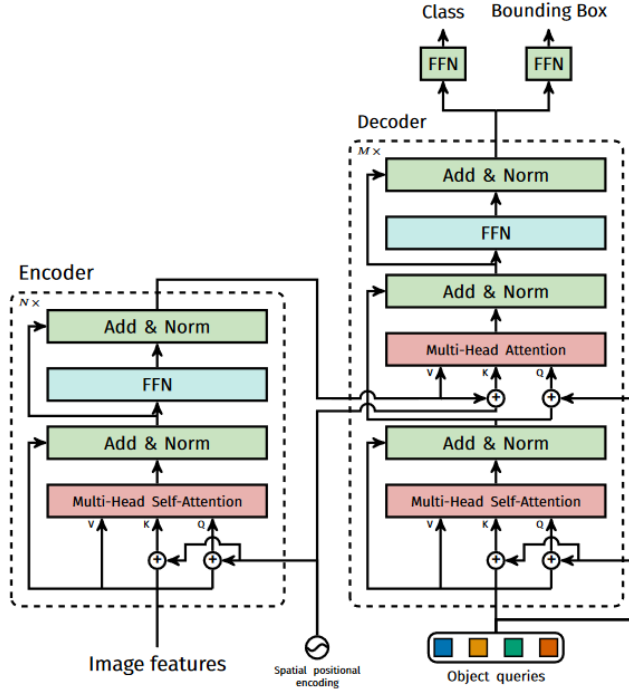 Class
Bounding Box
FFN
FFN
Decoder
M ×
Add & Norm
FFN
Add & Norm
Multi-Head Attention
V
K
Q
Add & Norm
Multi-Head Self-Attention
V
K
Q
Object queries
Encoder
N ×
Add & Norm
FFN
Add & Norm
Multi-Head Self-Attention
V
K
Q
Image features
Spatial positional
encoding